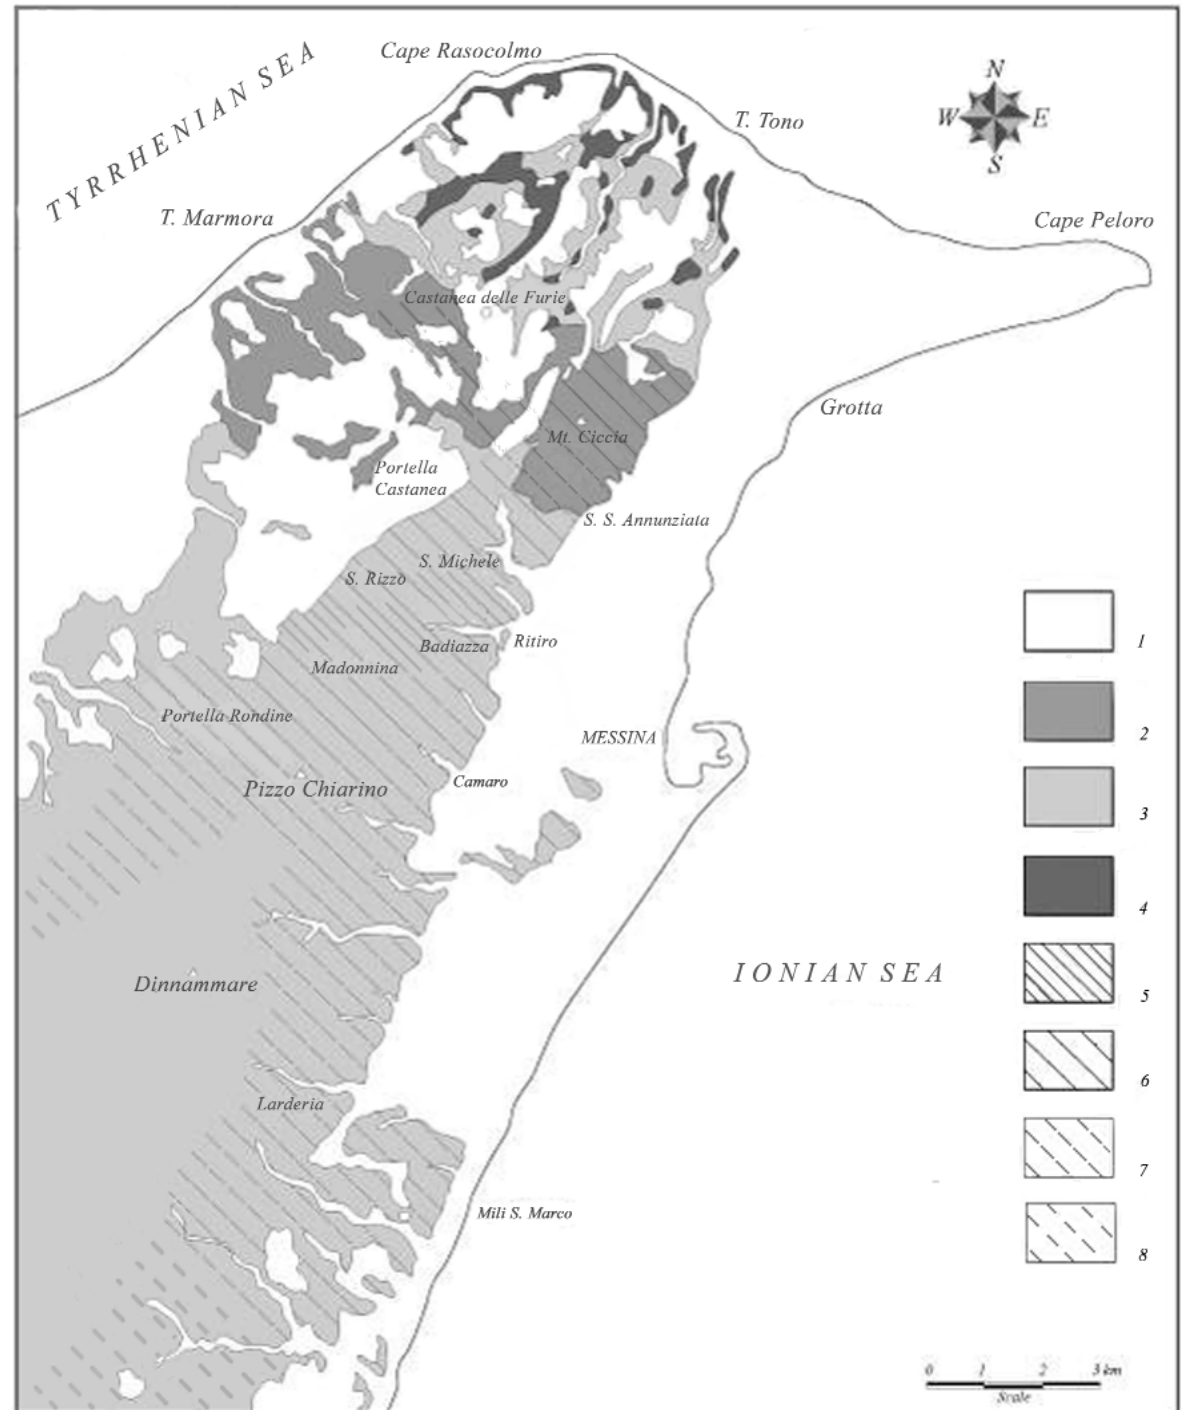 Cape Rasocolmo
TYRRHENIAN SEA
N
W E
S
T. Tono
T. Marmora
Cape Peloro
Castanea delle Furie
Grotta
Mt. Ciccia
Portella
Castanea
S. S. Annunziata
S. Michele
S. Rizzo
Badiazza
Ritiro
Madonnina
Portella Rondine
MESSINA
Pizzo Chiarino
Camaro
IONIAN SEA
Dinnammare
Larderia
Mili S. Marco
1
2
3
4
5
6
7
8
0 1 2 3 km
Scale